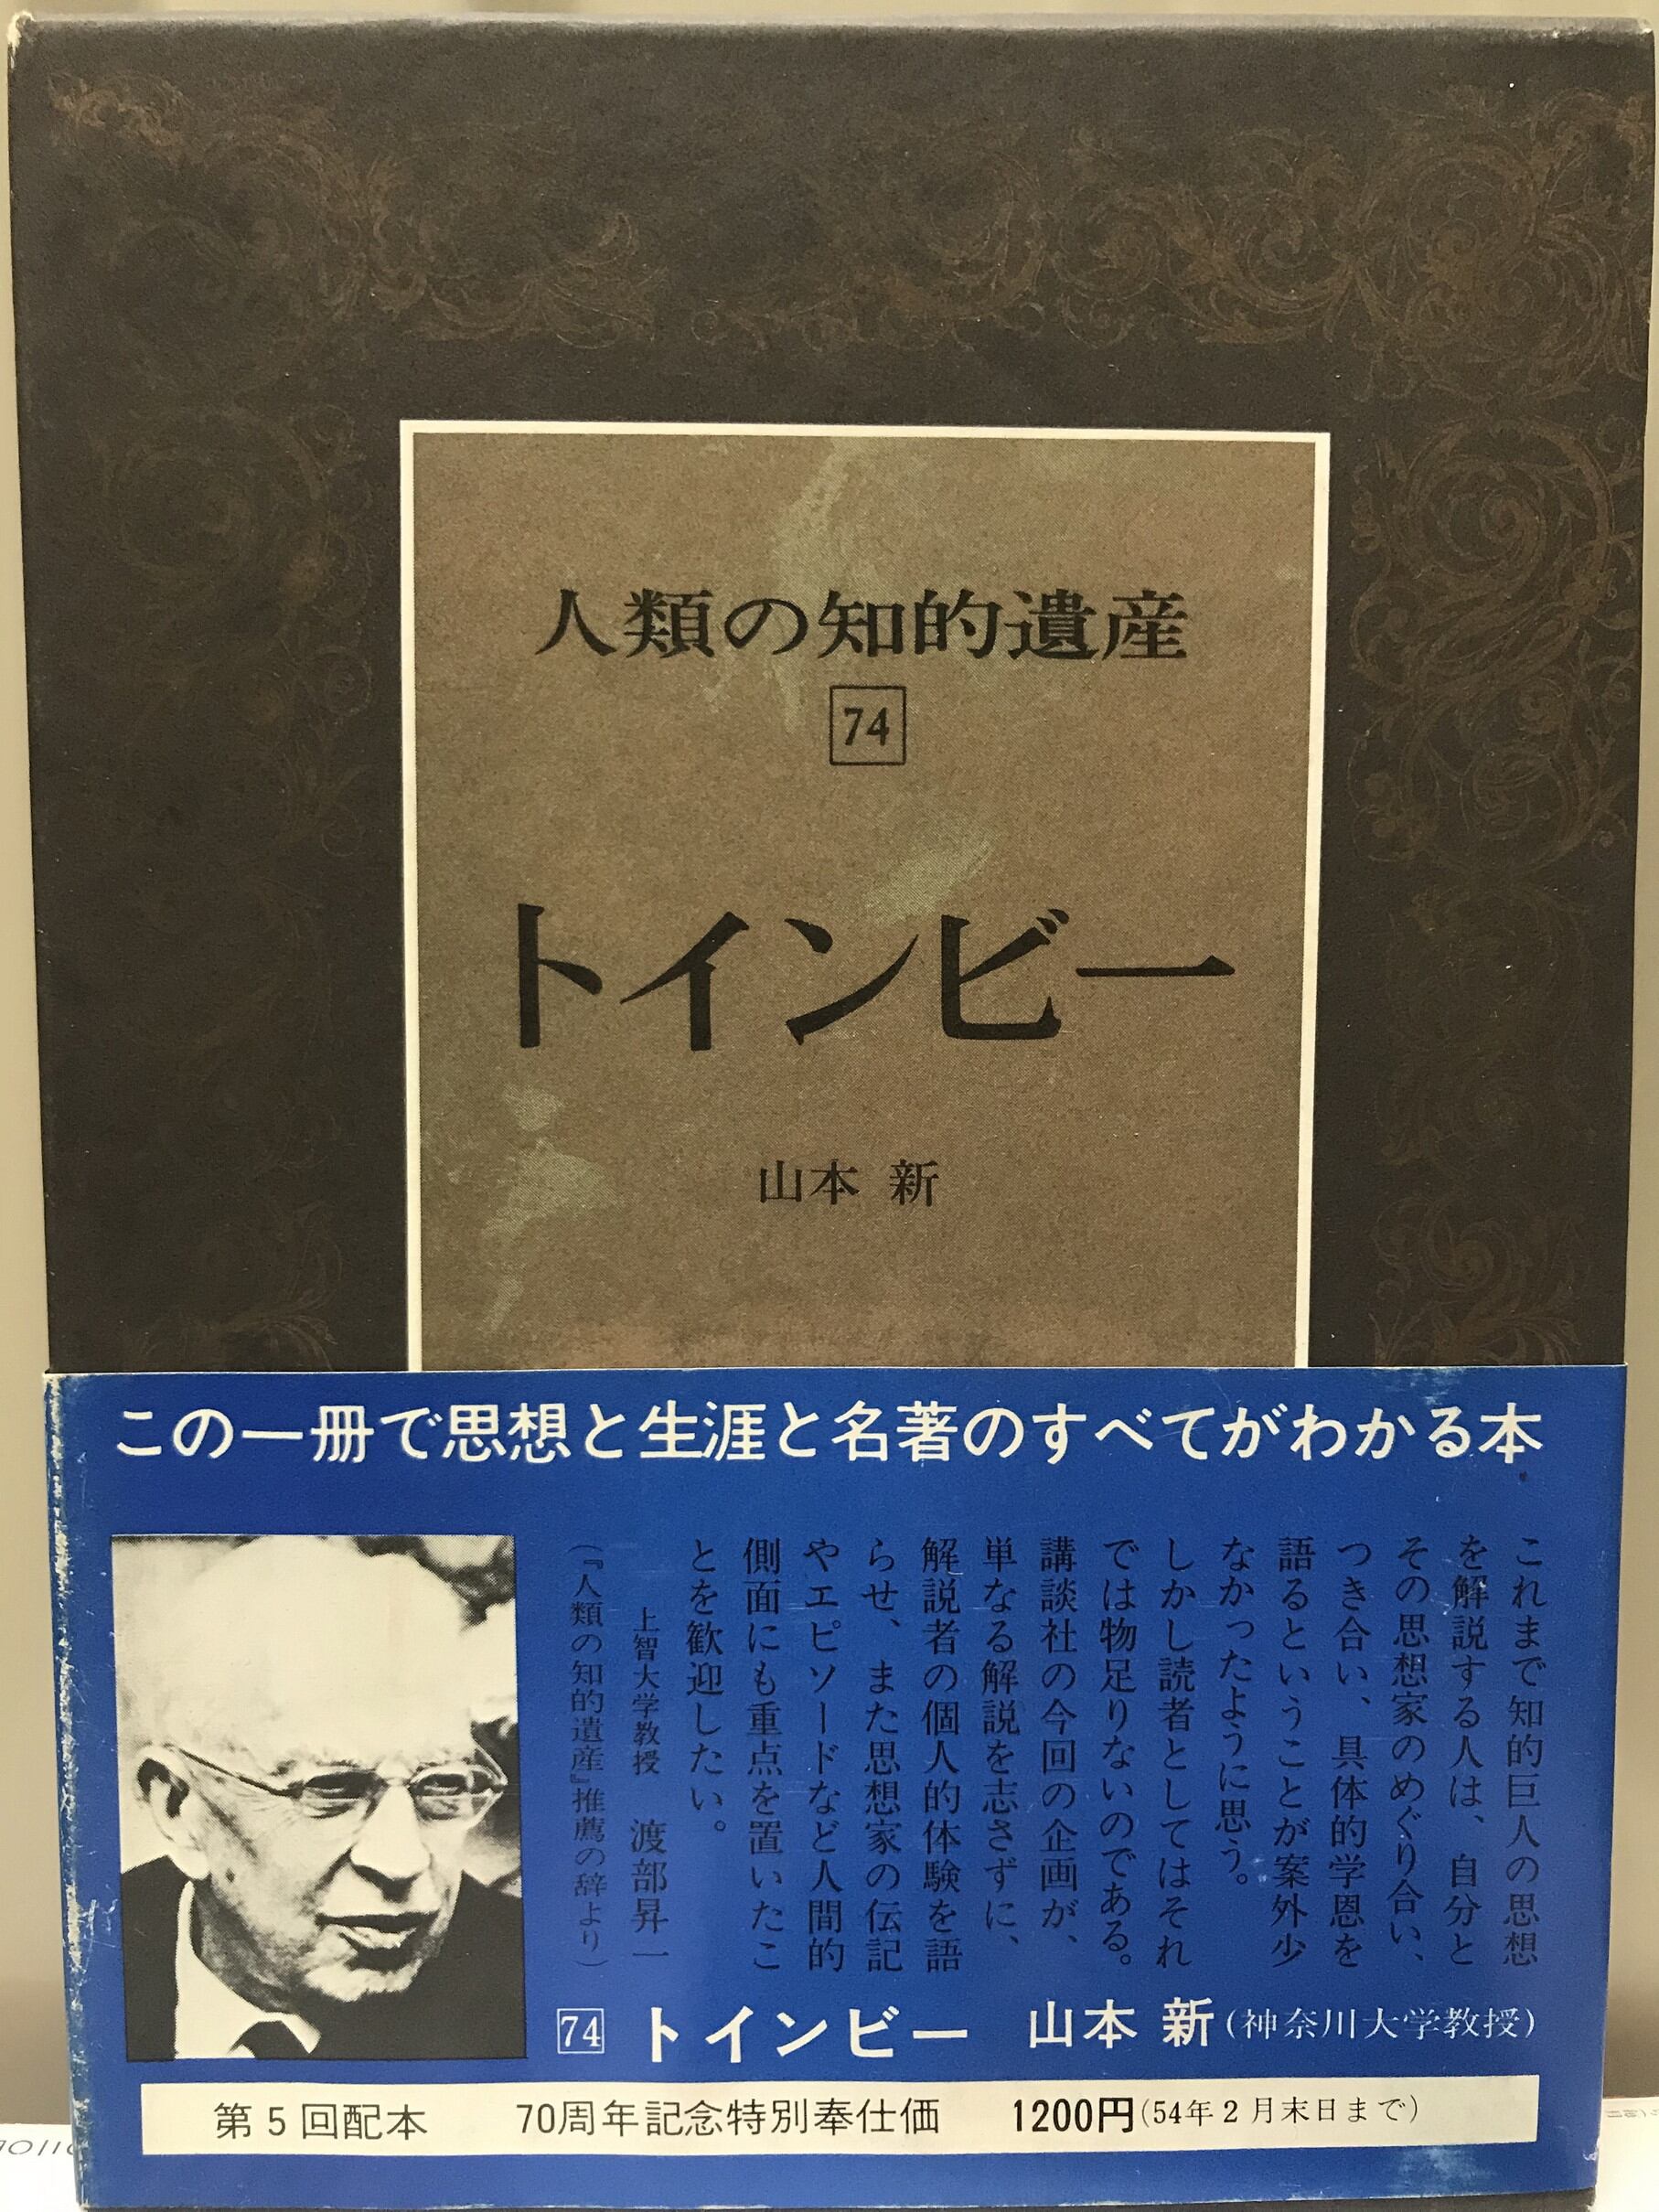 人類の知的遺産
74
トインビー
山本 新
この一冊で思想と生涯と名著のすべてがわかる本
これまで知的巨人の思想
を解説する人は、自分と
その思想家のめぐり合い、
つき合い、具体的学恩を
語るということが案外少
なかったように思う。
しかし読者としてはそれ
では物足りないのである。
講談社の今回の企画が、
単なる解説を志さずに、
解説者の個人的体験を語
らせ、また思想家の伝記
やエピソードなど人間的
側面にも重点を置いたこ
とを歓迎したい。
上智大学教授 渡部昇一
(『人類の知的遺産』推薦の辞より)
74 トインビー 山本 新(神奈川大学教授)
第5回配本 70周年記念特別奉仕価 1200円(54年2月末日まで)